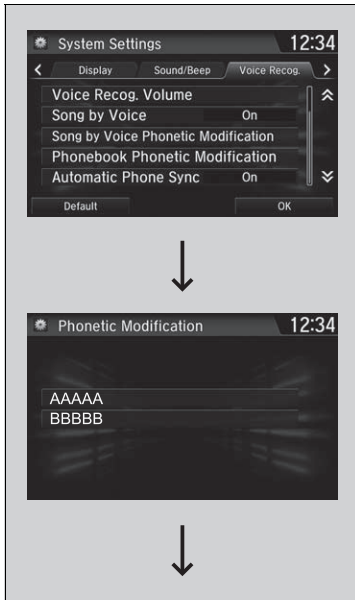 System Settings 12:34
Display Sound/Beep Voice Recog.
Voice Recog. Volume
Song by Voice On
Song by Voice Phonetic Modification
Phonebook Phonetic Modification
Automatic Phone Sync On
Default OK
Phonetic Modification 12:34
AAAAA
BBBBB